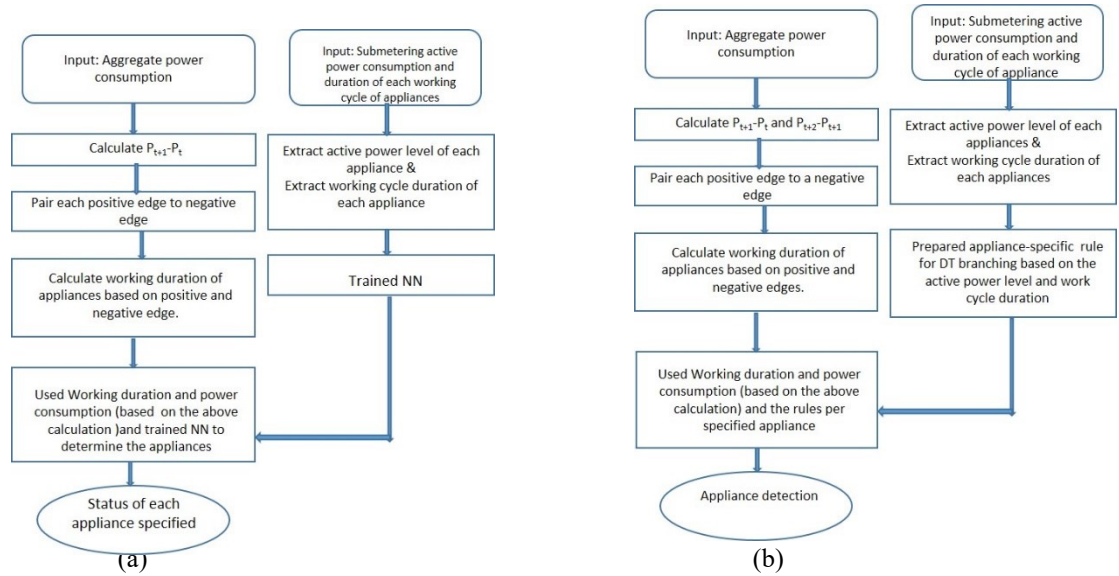 Input: Aggregate power
consumption
Calculate Pt+1-Pt
Pair each positive edge to negative
edge
Calculate working duration of
appliances based on positive and
negative edge.
Used Working duration and power
consumption (based on the above
calculation )and trained NN to
determine the appliances
Status of each
appliance specified
Input: Submetering active
power consumption and
duration of each working
cycle of appliances
Extract active power level of each
appliance &
Extract working cycle duration of
each appliance
Trained NN
(a)
Input: Aggregate power
consumption
Calculate Pt+1-Pt and Pt+2-Pt+1
Pair each positive edge to a negative
edge
Calculate working duration of
appliances based on positive and
negative edges.
Used Working duration and power
consumption (based on the above
calculation) and the rules per
specified appliance
Appliance detection
Input: Submetering active
power consumption and
duration of each working
cycle of appliance
Extract active power level of each
appliances &
Extract working cycle duration of
each appliances
Prepared appliance-specific rule
for DT branching based on the
active power level and work
cycle duration
(b)